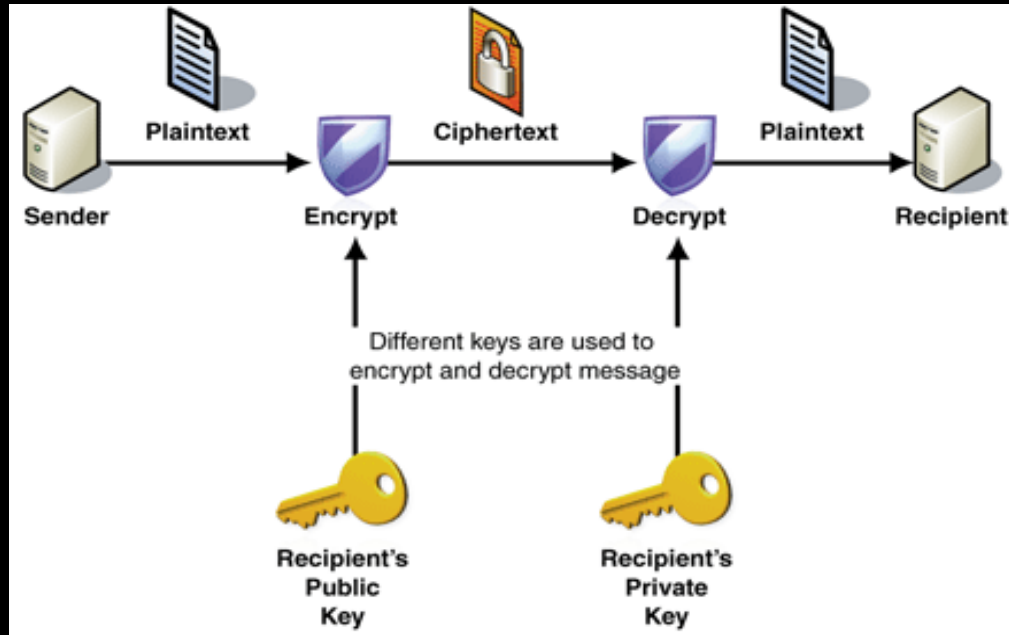 Plaintext
Ciphertext
Plaintext
Sender
Encrypt
Decrypt
Recipient
Different keys are used to
encrypt and decrypt message
Recipient's
Public
Key
Recipient's
Private
Key